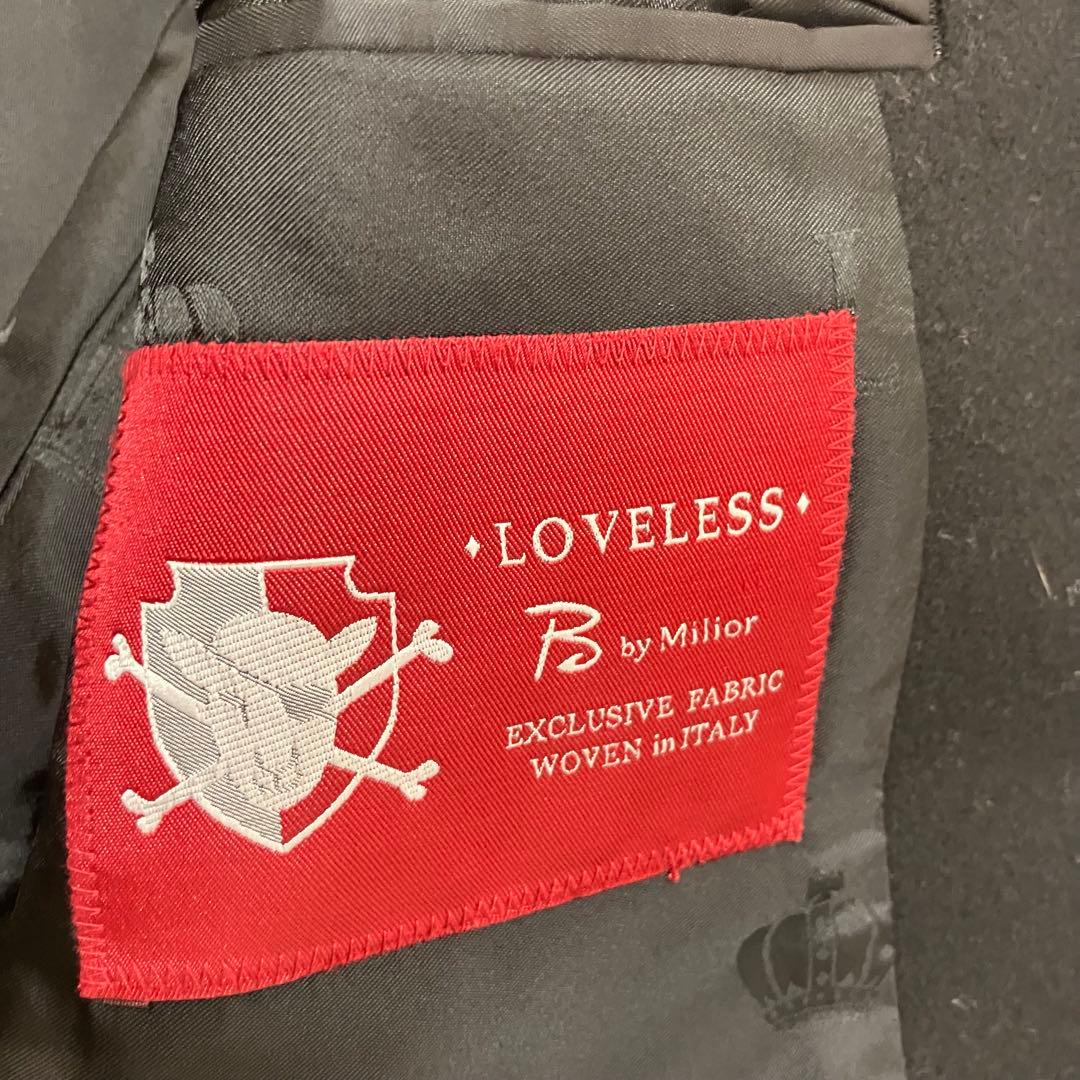 LOVELESS
B by Milior
EXCLUSIVE FABRIC
WOVEN in ITALY